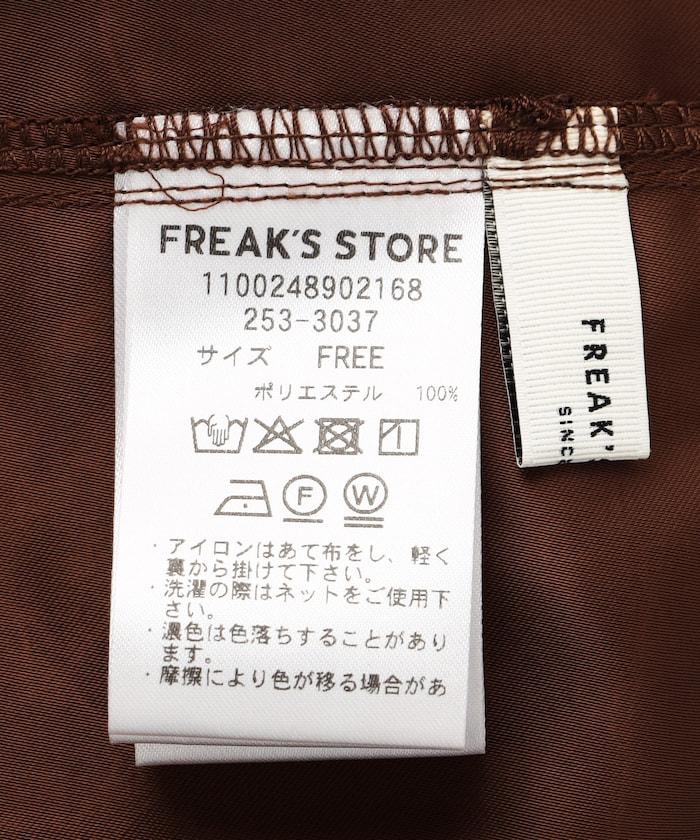 FREAK'S STORE
1100248902168
253-3037
サイズ FREE
ポリエステル 100%
F W
・アイロンはあて布をし、軽く
裏から掛けて下さい。
・洗濯の際はネットをご使用下
さい。
・濃色は色落ちすることがあり
ます。
・摩擦により色が移る場合があ
FREAK'S
SINC